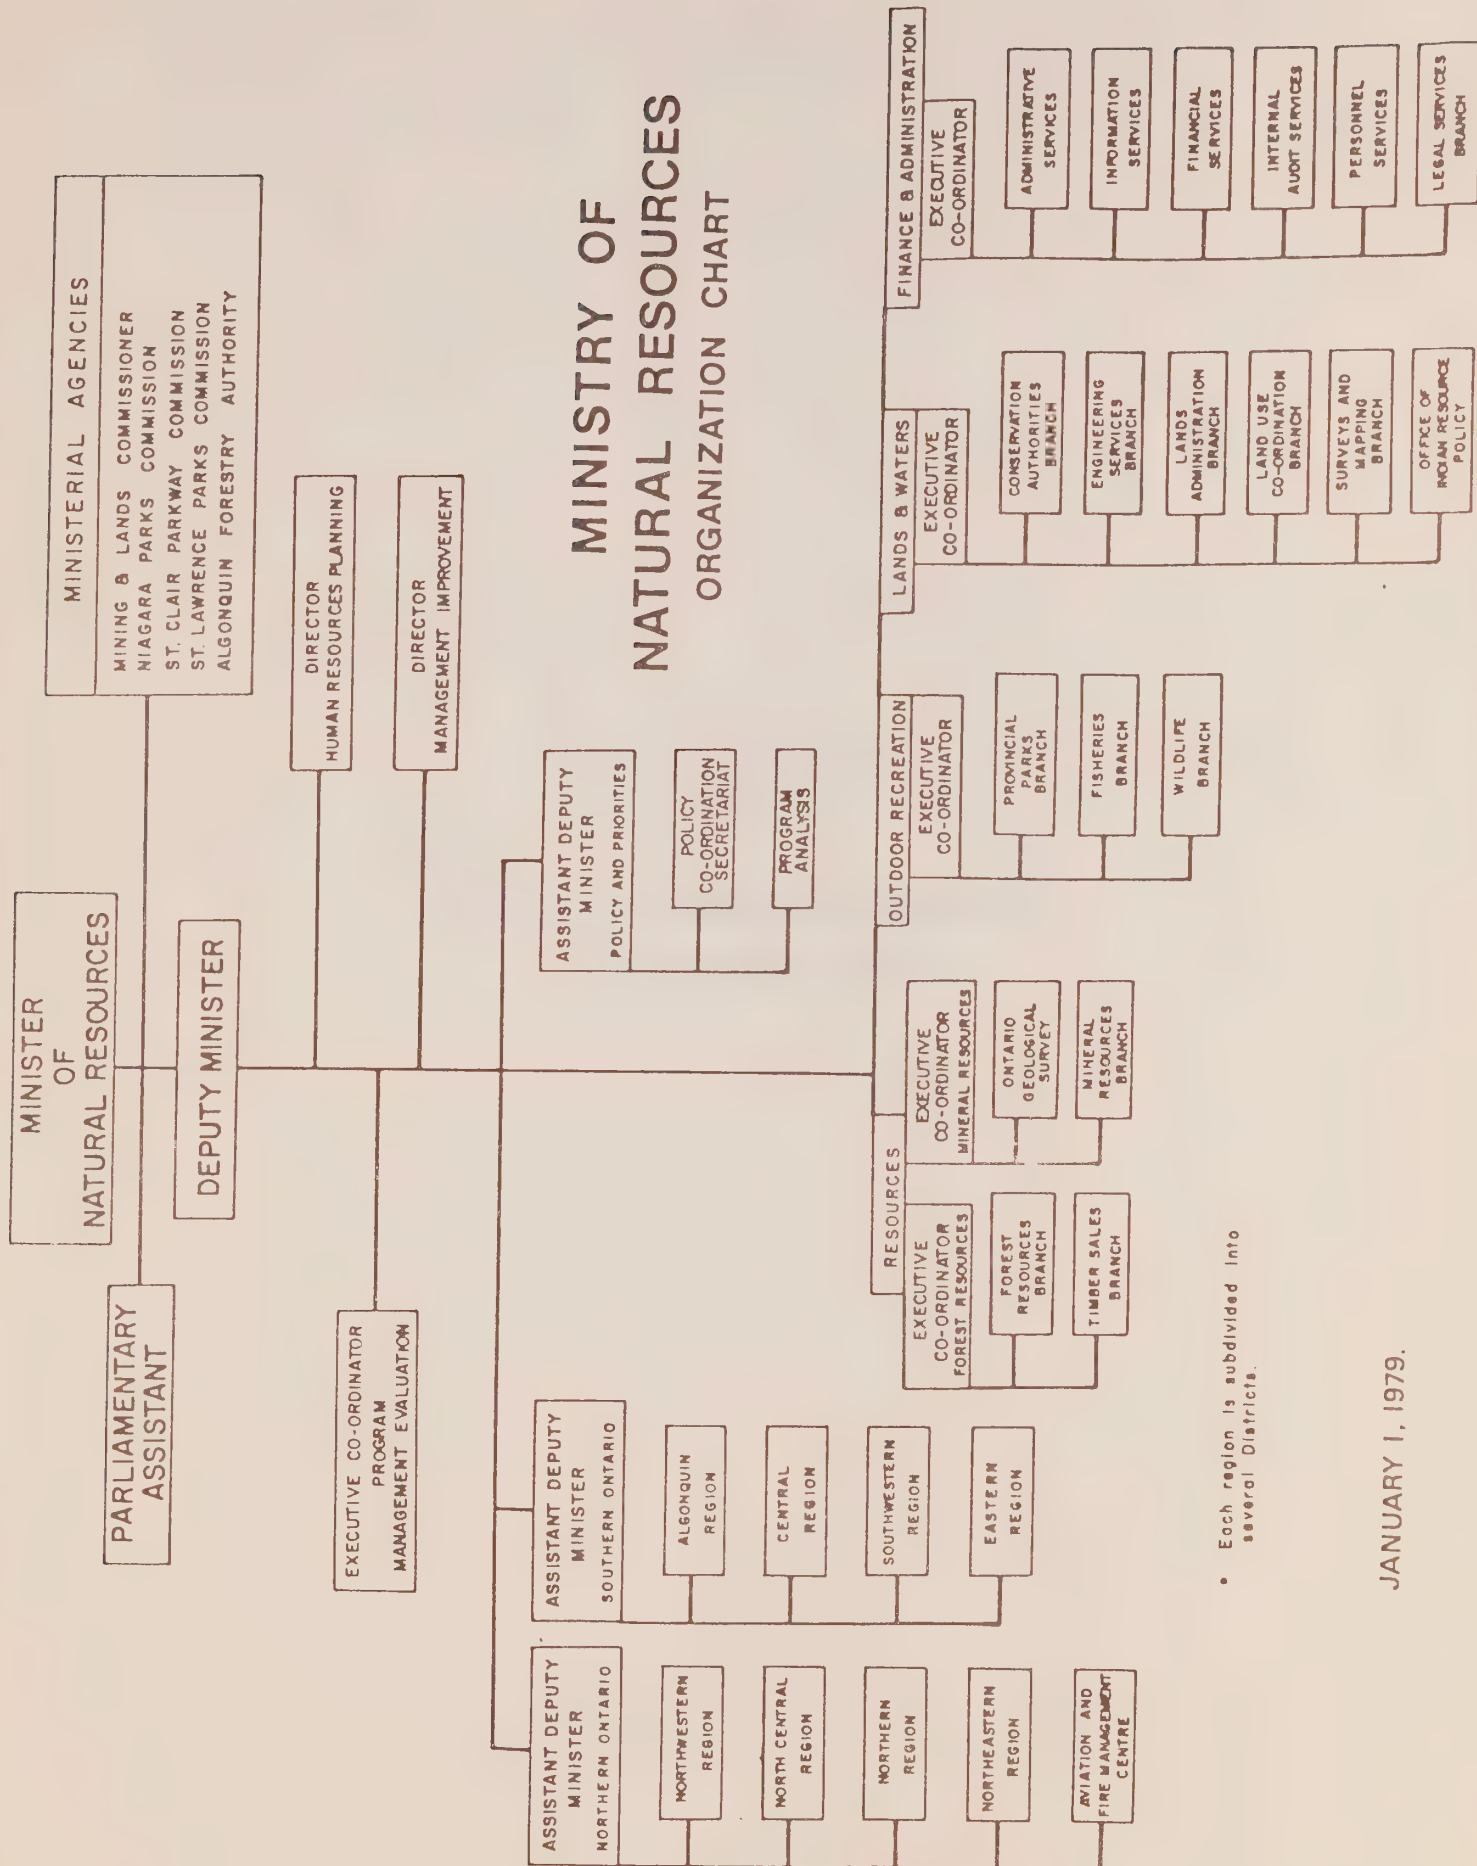 MINISTRY OF
NATURAL RESOURCES
ORGANIZATION CHART
MINISTER
OF
NATURAL RESOURCES
MINISTERIAL AGENCIES
MINING & LANDS COMMISSIONER
NIAGARA PARKS COMMISSION
ST. CLAIR PARKWAY COMMISSION
ST. LAWRENCE PARKS COMMISSION
ALGONQUIN FORESTRY AUTHORITY
PARLIAMENTARY
ASSISTANT
DEPUTY MINISTER
DIRECTOR
HUMAN RESOURCES PLANNING
EXECUTIVE CO-ORDINATOR
PROGRAM
MANAGEMENT EVALUATION
DIRECTOR
MANAGEMENT IMPROVEMENT
ASSISTANT DEPUTY
MINISTER
NORTHERN ONTARIO
NORTHWESTERN
REGION
NORTH CENTRAL
REGION
NORTHERN
REGION
NORTHEASTERN
REGION
AVIATION AND
FIRE MANAGEMENT
CENTRE
ASSISTANT DEPUTY
MINISTER
SOUTHERN ONTARIO
ALGONQUIN
REGION
CENTRAL
REGION
SOUTHWESTERN
REGION
EASTERN
REGION
ASSISTANT DEPUTY
MINISTER
POLICY AND PRIORITIES
POLICY
CO-ORDINATION
SECRETARIAT
PROGRAM
ANALYSIS
RESOURCES
EXECUTIVE
CO-ORDINATOR
FOREST RESOURCES
FOREST
RESOURCES
BRANCH
TIMBER SALES
BRANCH
EXECUTIVE
CO-ORDINATOR
MINERAL RESOURCES
ONTARIO
GEOLOGICAL
SURVEY
MINERAL
RESOURCES
BRANCH
OUTDOOR RECREATION
EXECUTIVE
CO-ORDINATOR
PROVINCIAL
PARKS
BRANCH
FISHERIES
BRANCH
WILDLIFE
BRANCH
LANDS & WATERS
EXECUTIVE
CO-ORDINATOR
CONSERVATION
AUTHORITIES
BRANCH
ENGINEERING
SERVICES
BRANCH
LANDS
ADMINISTRATION
BRANCH
LAND USE
CO-ORDINATION
BRANCH
SURVEYS AND
MAPPING
BRANCH
OFFICE OF
INDIAN RESOURCE
POLICY
FINANCE & ADMINISTRATION
EXECUTIVE
CO-ORDINATOR
ADMINISTRATIVE
SERVICES
INFORMATION
SERVICES
FINANCIAL
SERVICES
INTERNAL
AUDIT SERVICES
PERSONNEL
SERVICES
LEGAL SERVICES
BRANCH
• Each region is subdivided into
several Districts.
JANUARY 1, 1979.